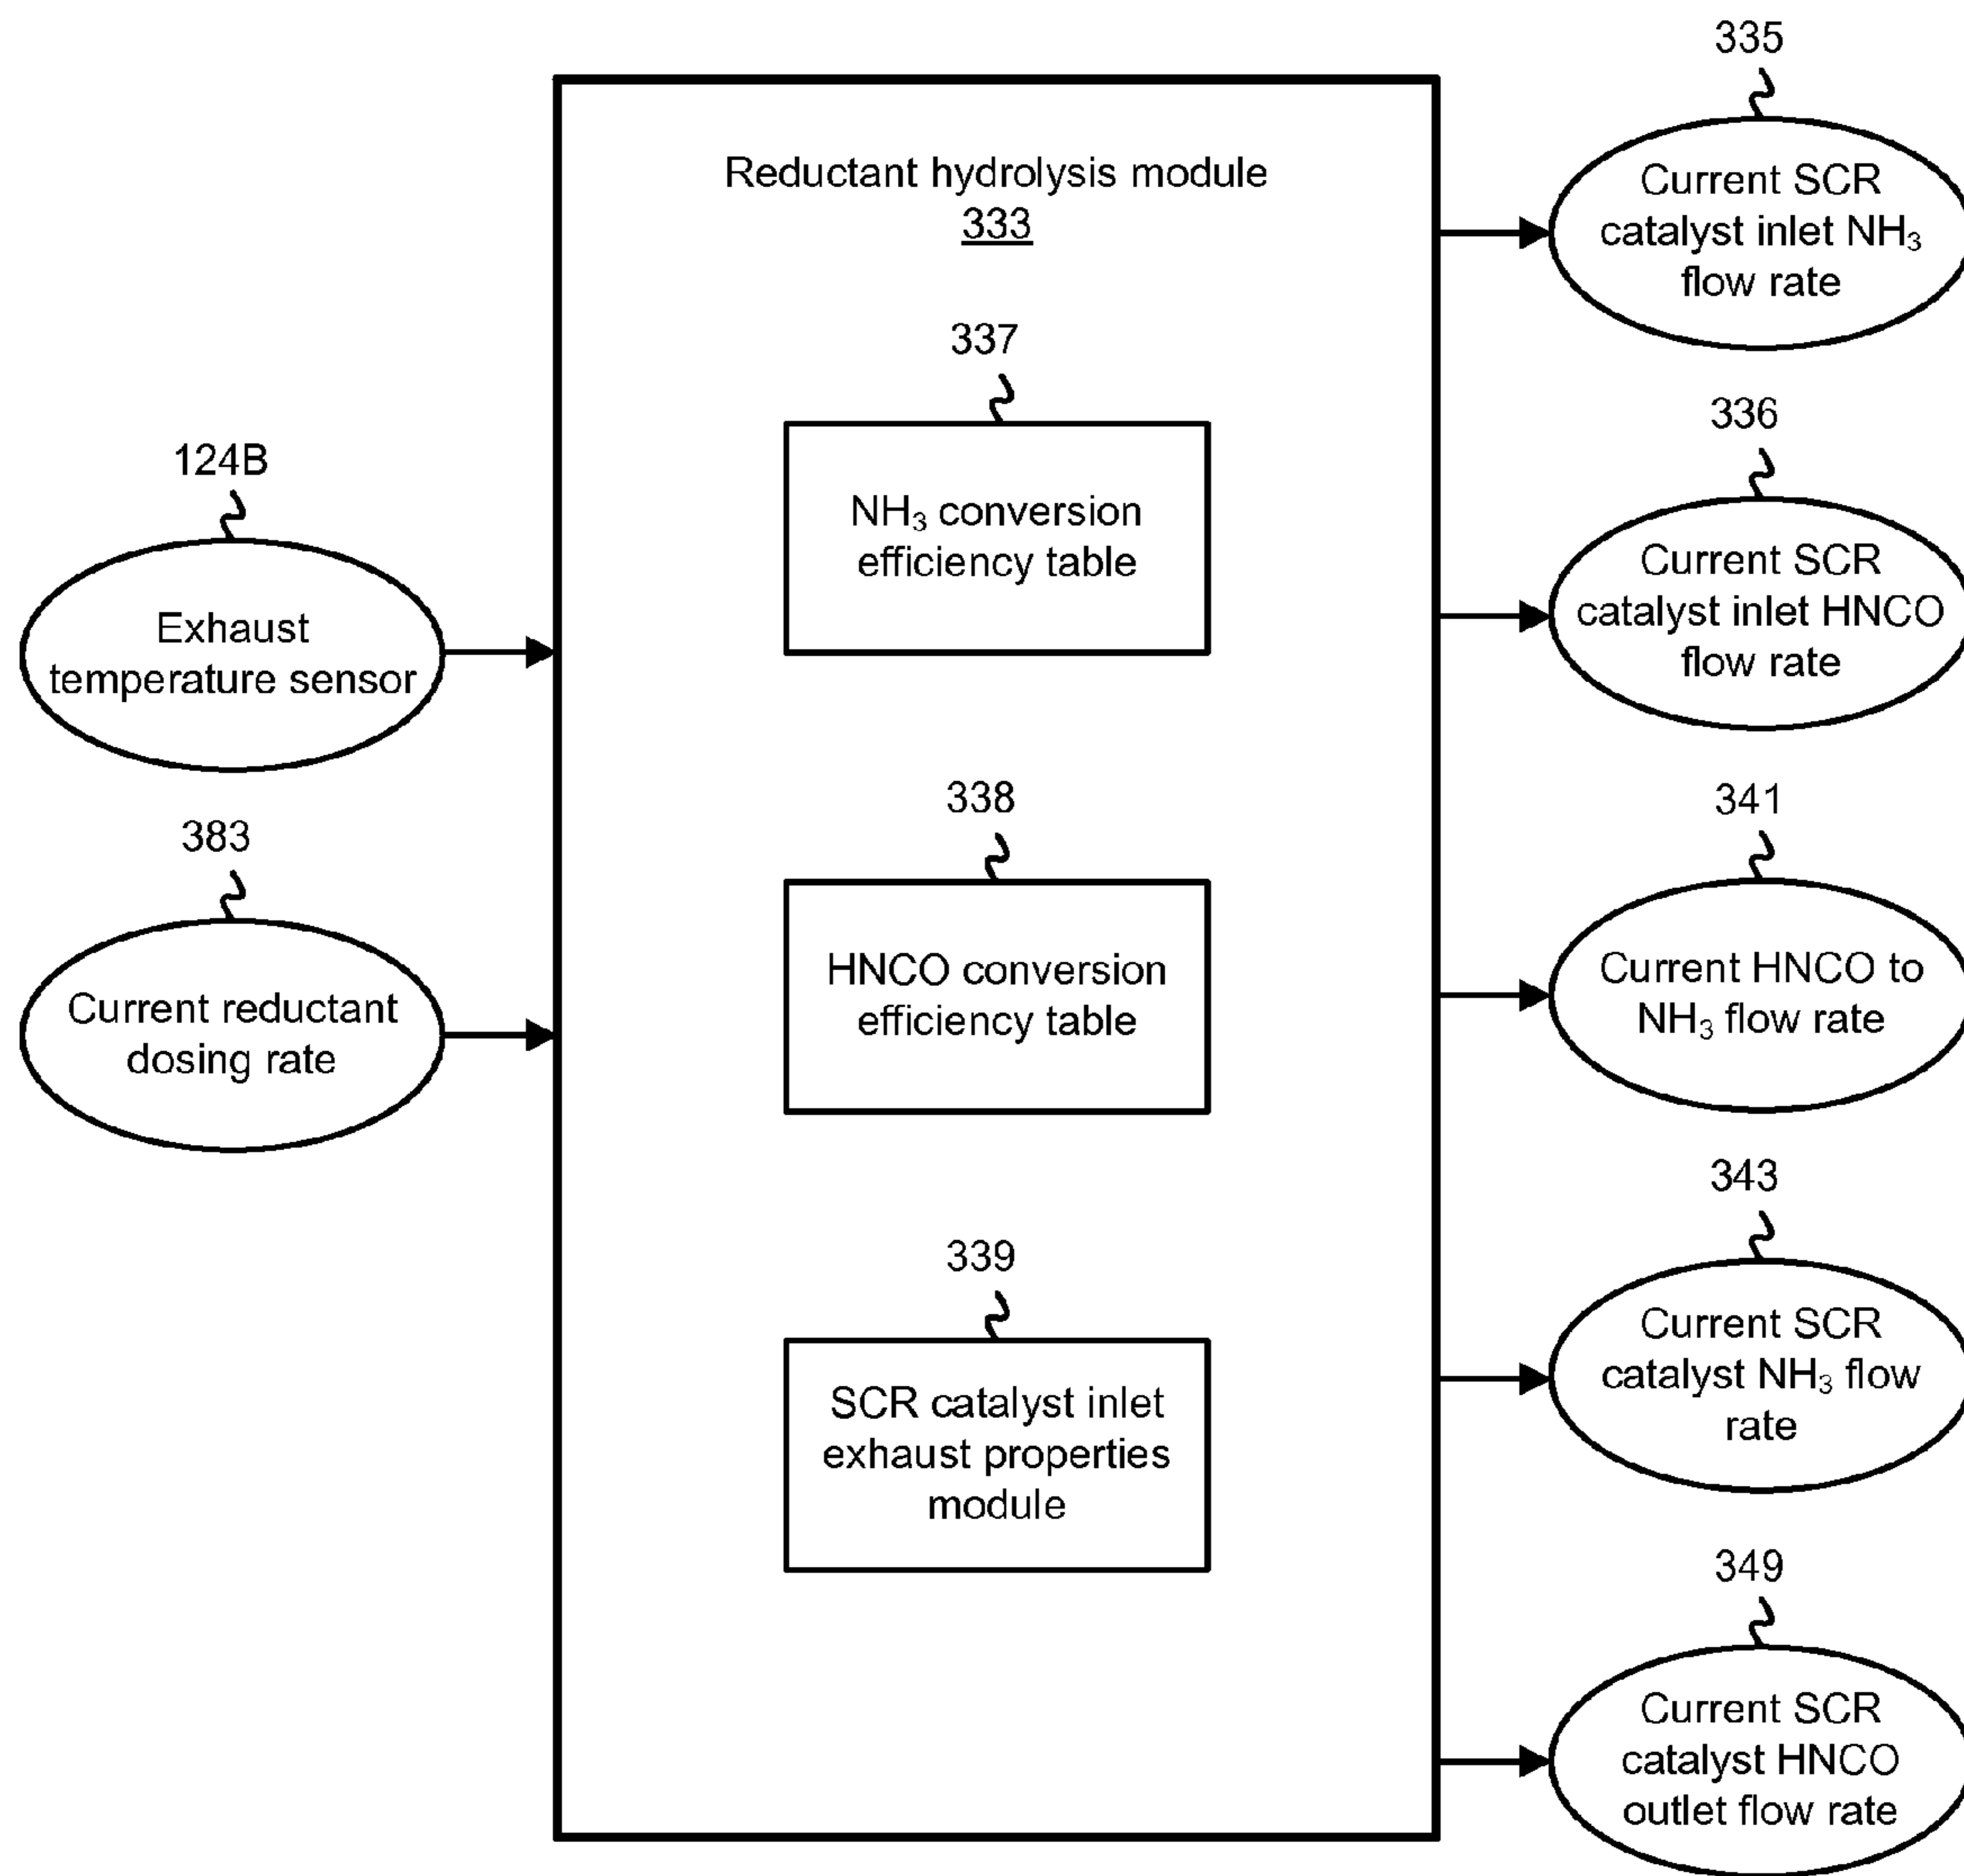 124B
Exhaust
temperature sensor
383
Current reductant
dosing rate
Reductant hydrolysis module
333
337
NH₃ conversion
efficiency table
338
HNCO conversion
efficiency table
339
SCR catalyst inlet
exhaust properties
module
335
Current SCR
catalyst inlet NH₃
flow rate
336
Current SCR
catalyst inlet HNCO
flow rate
341
Current HNCO to
NH₃ flow rate
343
Current SCR
catalyst NH₃ flow
rate
349
Current SCR
catalyst HNCO
outlet flow rate